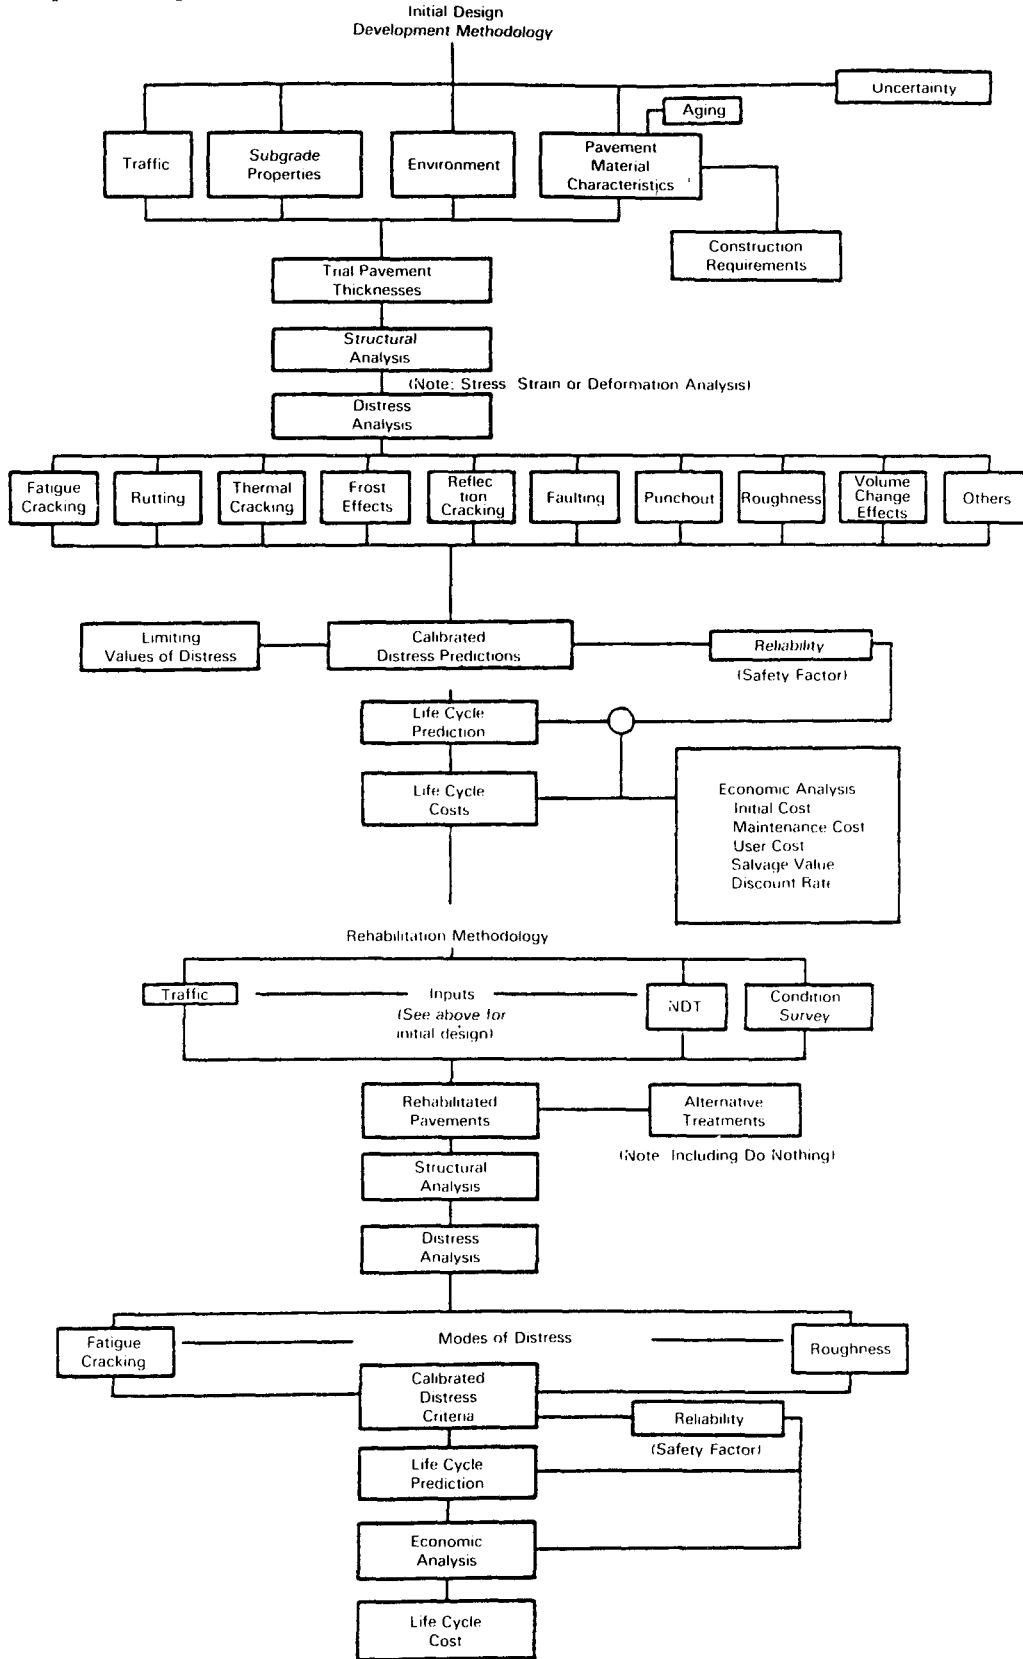 Initial Design
Development Methodology
Uncertainty
Aging
Traffic
Subgrade
Properties
Environment
Pavement
Material
Characteristics
Construction
Requirements
Trial Pavement
Thicknesses
Structural
Analysis
(Note: Stress Strain or Deformation Analysis)
Distress
Analysis
Fatigue
Cracking
Rutting
Thermal
Cracking
Frost
Effects
Reflec
tion
Cracking
Faulting
Punchout
Roughness
Volume
Change
Effects
Others
Limiting
Values of Distress
Calibrated
Distress Predictions
Reliability
(Safety Factor)
Life Cycle
Prediction
Life Cycle
Costs
Economic Analysis
Initial Cost
Maintenance Cost
User Cost
Salvage Value
Discount Rate
Rehabilitation Methodology
Traffic
Inputs
(See above for
initial design)
NDT
Condition
Survey
Rehabilitated
Pavements
Alternative
Treatments
(Note Including Do Nothing)
Structural
Analysis
Distress
Analysis
Fatigue
Cracking
Modes of Distress
Roughness
Calibrated
Distress
Criteria
Reliability
(Safety Factor)
Life Cycle
Prediction
Economic
Analysis
Life Cycle
Cost